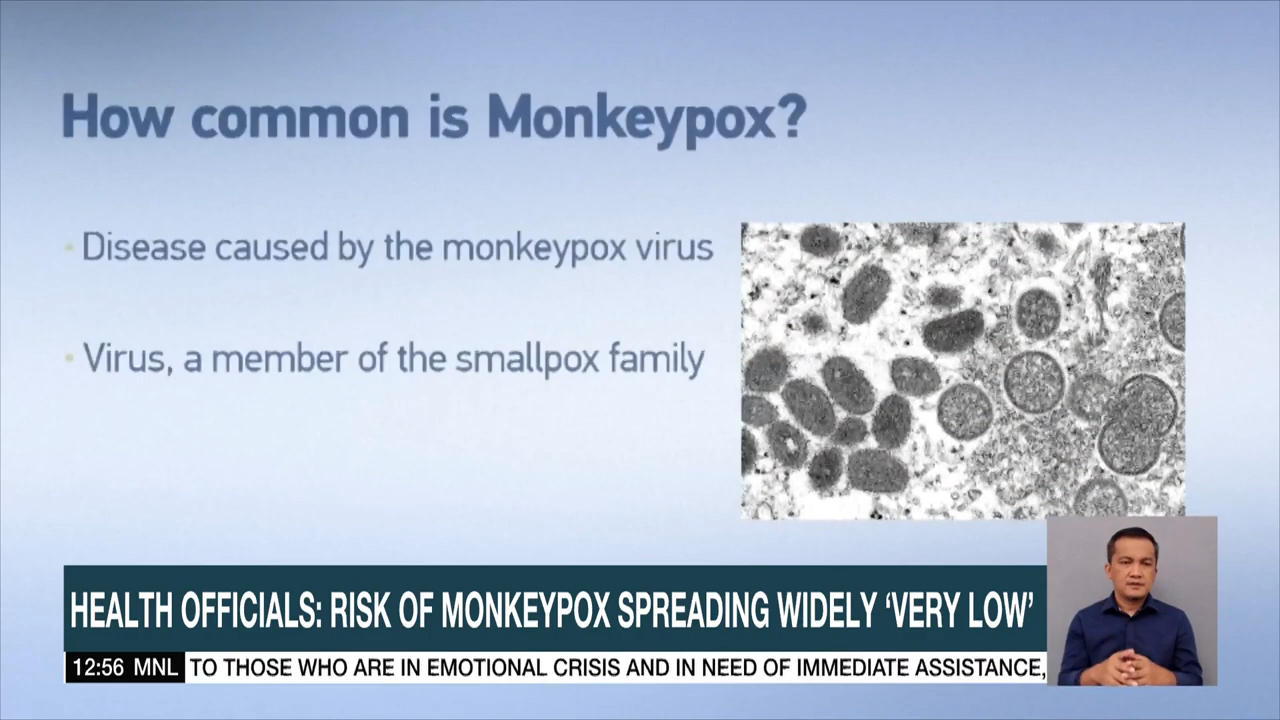 How common is Monkeypox?
Disease caused by the monkeypox virus
Virus, a member of the smallpox family
HEALTH OFFICIALS: RISK OF MONKEYPOX SPREADING WIDELY ‘VERY LOW’
12:56 MNL TO THOSE WHO ARE IN EMOTIONAL CRISIS AND IN NEED OF IMMEDIATE ASSISTANCE,